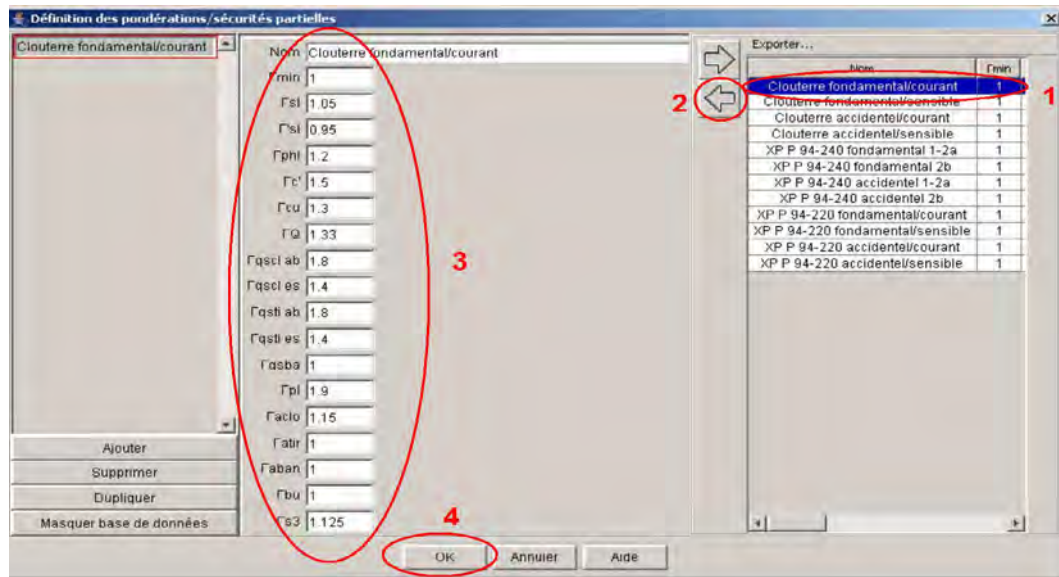 Définition des pondérations/sécurités partielles
Clouterre fondamental/courant
Ajouter
Supprimer
Dupliquer
Masquer base de données
Nom Clouterre fondamental/courant
Γmin 1
Γs1 1.05
Γ's1 0.95
Γphi 1.2
Γc' 1.5
Γcu 1.3
ΓQ 1.33
Γqscl ab 1.8
Γqscl es 1.4
Γqsti ab 1.8
Γqsti es 1.4
Γqsba 1
Γpl 1.9
Γaclo 1.15
Γatir 1
Γaban 1
Γbu 1
Γs3 1.125
2
3
Exporter...
Nom Γmin
Clouterre fondamental/courant 1
1
Clouterre fondamental/sensible 1
Clouterre accidentel/courant 1
Clouterre accidentel/sensible 1
XP P 94-240 fondamental 1-2a 1
XP P 94-240 fondamental 2b 1
XP P 94-240 accidentel 1-2a 1
XP P 94-240 accidentel 2b 1
XP P 94-220 fondamental/courant 1
XP P 94-220 fondamental/sensible 1
XP P 94-220 accidentel/courant 1
XP P 94-220 accidentel/sensible 1
4
OK Annuler Aide